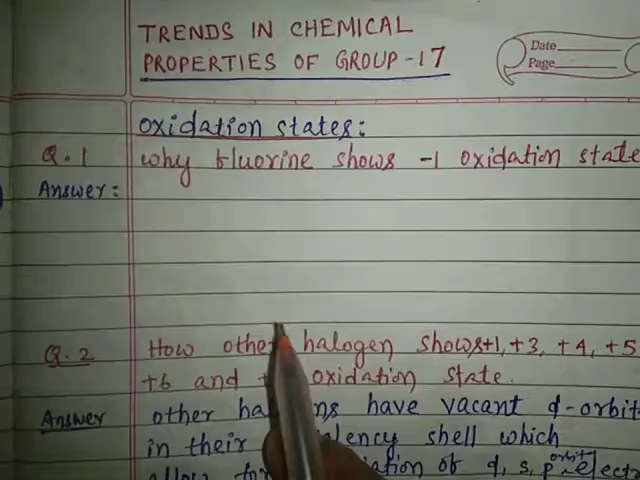 TRENDS IN CHEMICAL
PROPERTIES OF GROUP-17
Date
Page
Oxidation states:
Q.1 why fluorine shows -1 oxidation state
Answer:
Q.2 How other halogen shows+1, +3, +4, +5
+6 and oxidation state.
Answer other have vacant d-orbit
in their shell which
orbit
of d, s, p-elect